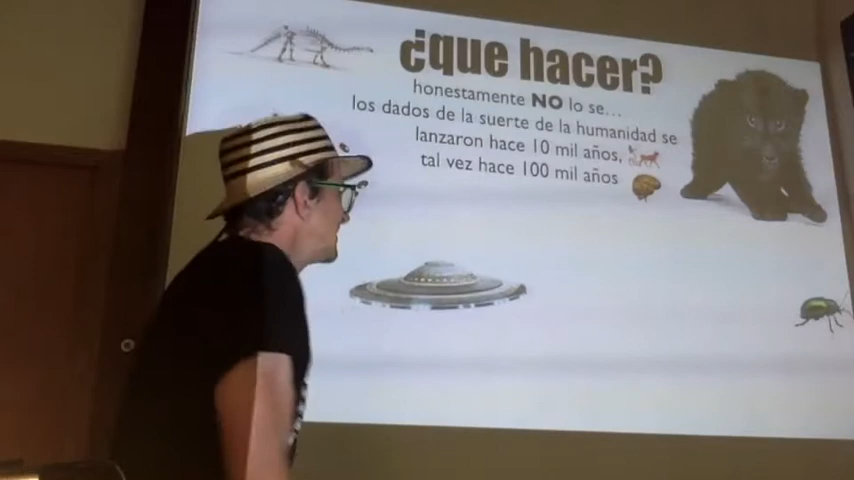 ¿que hacer?
honestamente NO lo se...
los dados de la suerte de la humanidad se
lanzaron hace 10 mil años,
tal vez hace 100 mil años